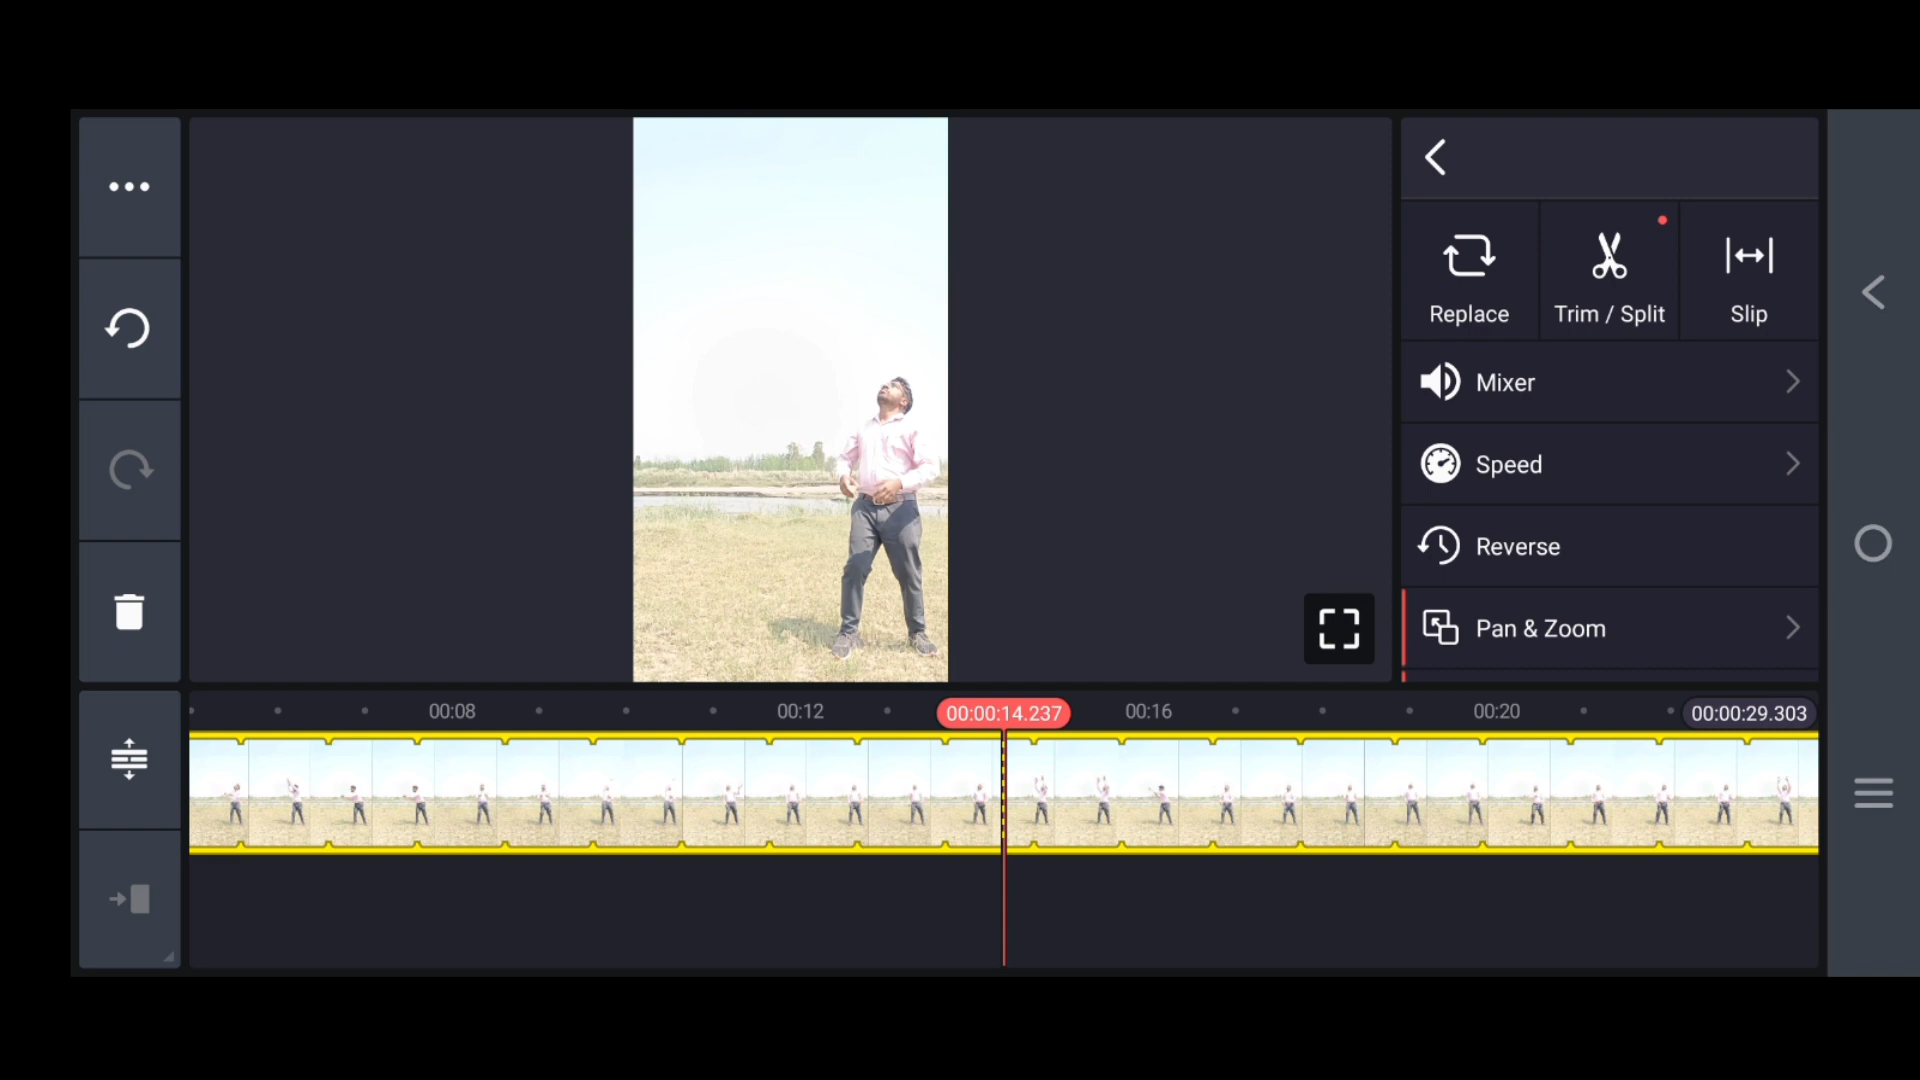 Replace
Trim / Split
Slip
Mixer
Speed
Reverse
Pan & Zoom
00:08
00:12
00:00:14.237
00:16
00:20
00:00:29.303